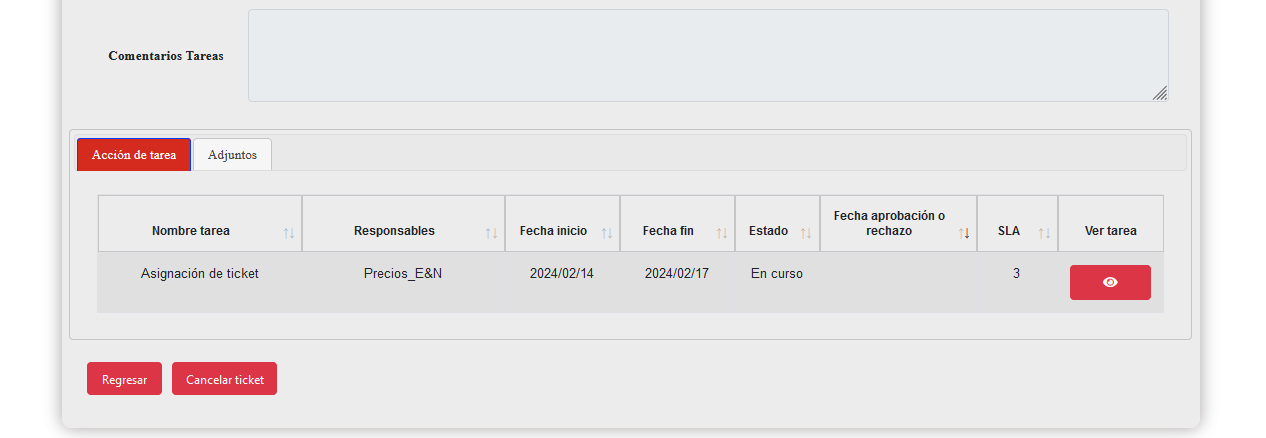 Comentarios Tareas
Acción de tarea Adjuntos
Nombre tarea Responsables Fecha inicio Fecha fin Estado Fecha aprobación o rechazo SLA Ver tarea
Asignación de ticket Precios_E&N 2024/02/14 2024/02/17 En curso 3
Regresar Cancelar ticket